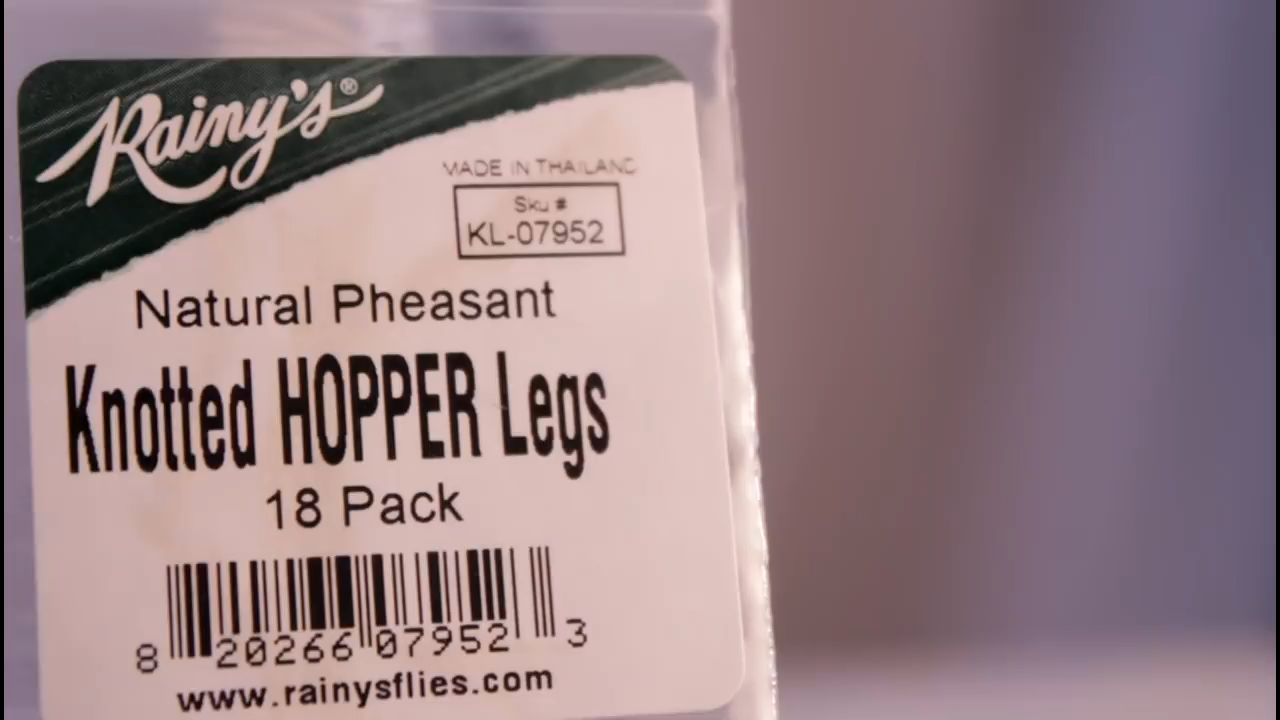 Rainy's®
MADE IN THAILAND
Sku #
KL-07952
Natural Pheasant
Knotted HOPPER Legs
18 Pack
8 20266 07952 3
www.rainysflies.com